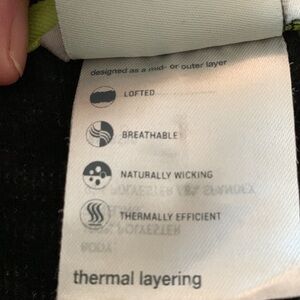 designed as a mid- or outer layer
LOFTED
BREATHABLE
NATURALLY WICKING
THERMALLY EFFICIENT
thermal layering